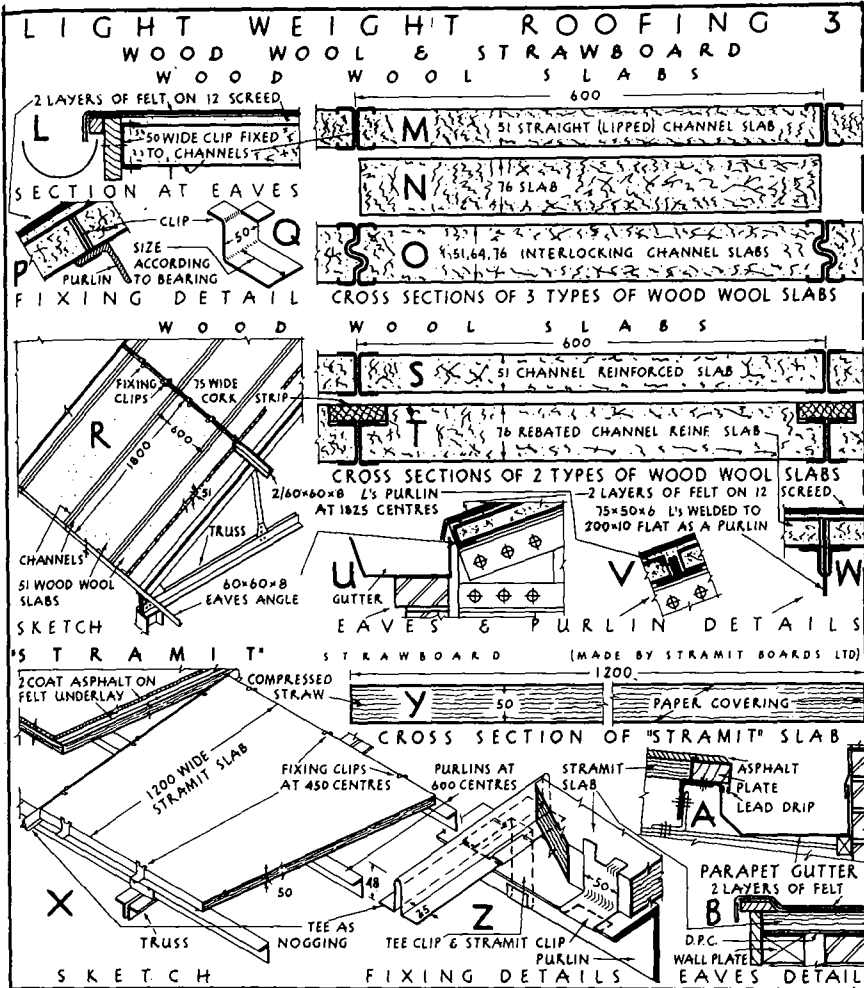 LIGHT WEIGHT ROOFING 3
WOOD WOOL & STRAWBOARD
WOOD WOOL SLABS
2 LAYERS OF FELT ON 12 SCREED
L
50 WIDE CLIP FIXED
TO CHANNELS
SECTION AT EAVES
600
M
51 STRAIGHT (LIPPED) CHANNEL SLAB
N
76 SLAB
O
51,64,76 INTERLOCKING CHANNEL SLABS
CROSS SECTIONS OF 3 TYPES OF WOOD WOOL SLABS
P
CLIP
PURLIN
50
Q
SIZE
ACCORDING
TO BEARING
FIXING DETAIL
WOOD WOOL SLABS
R
FIXING
CLIPS
75 WIDE
CORK
STRIP
600
1800
51
TRUSS
CHANNELS
51 WOOD WOOL
SLABS
60×60×8
EAVES ANGLE
SKETCH
600
S
51 CHANNEL REINFORCED SLAB
T
76 REBATED CHANNEL REINF. SLAB
CROSS SECTIONS OF 2 TYPES OF WOOD WOOL SLABS
2/60×60×8 L's PURLIN
AT 1825 CENTRES
2 LAYERS OF FELT ON 12 SCREED
75×50×6 L's WELDED TO
200×10 FLAT AS A PURLIN
U
GUTTER
V
W
EAVES & PURLIN DETAILS
"STRAMIT" STRAWBOARD (MADE BY STRAMIT BOARDS LTD)
2 COAT ASPHALT ON
FELT UNDERLAY
COMPRESSED
STRAW
1200
Y
50
PAPER COVERING
CROSS SECTION OF "STRAMIT" SLAB
1200 WIDE
STRAMIT SLAB
FIXING CLIPS
AT 450 CENTRES
PURLINS AT
600 CENTRES
STRAMIT
SLAB
50
X
TRUSS
TEE AS
NOGGING
SKETCH
48
25
Z
50
TEE CLIP & STRAMIT CLIP
PURLIN
FIXING DETAILS
A
ASPHALT
PLATE
LEAD DRIP
PARAPET GUTTER
2 LAYERS OF FELT
B
D.P.C.
WALL PLATE
EAVES DETAIL